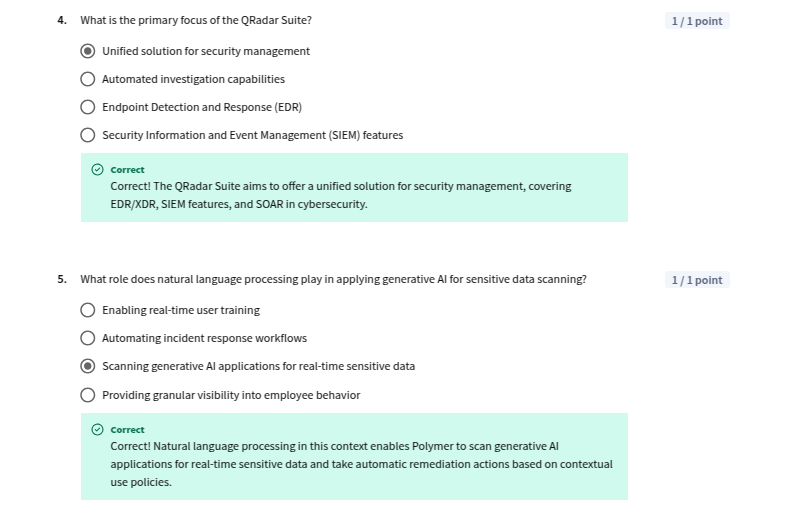 4. What is the primary focus of the QRadar Suite? 1 / 1 point
Unified solution for security management
Automated investigation capabilities
Endpoint Detection and Response (EDR)
Security Information and Event Management (SIEM) features
Correct
Correct! The QRadar Suite aims to offer a unified solution for security management, covering
EDR/XDR, SIEM features, and SOAR in cybersecurity.
5. What role does natural language processing play in applying generative AI for sensitive data scanning? 1 / 1 point
Enabling real-time user training
Automating incident response workflows
Scanning generative AI applications for real-time sensitive data
Providing granular visibility into employee behavior
Correct
Correct! Natural language processing in this context enables Polymer to scan generative AI
applications for real-time sensitive data and take automatic remediation actions based on contextual
use policies.